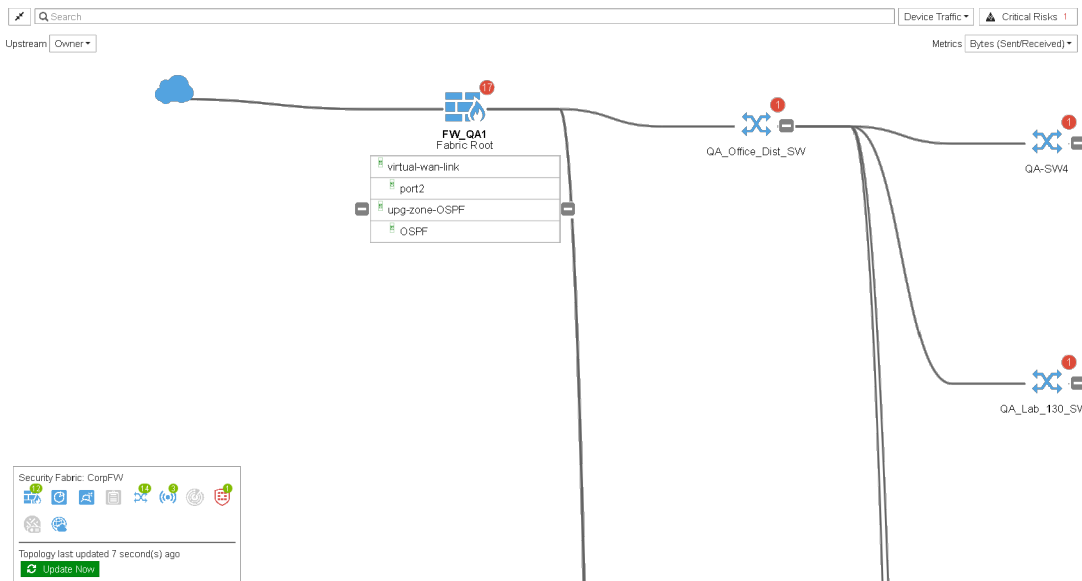 Search
Device Traffic
Critical Risks 1
Upstream Owner
Metrics Bytes (Sent/Received)
17
FW_QA1
Fabric Root
virtual-wan-link
port2
upg-zone-OSPF
OSPF
1
QA_Office_Dist_SW
1
QA-SW4
1
QA_Lab_130_SW
Security Fabric: CorpFW
12
14
3
1
Topology last updated 7 second(s) ago
Update Now